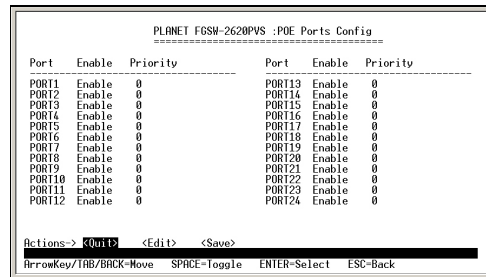 PLANET FGSW-2620PVS :POE Ports Config
=======================================
Port Enable Priority Port Enable Priority
PORT1 Enable 0 PORT13 Enable 0
PORT2 Enable 0 PORT14 Enable 0
PORT3 Enable 0 PORT15 Enable 0
PORT4 Enable 0 PORT16 Enable 0
PORT5 Enable 0 PORT17 Enable 0
PORT6 Enable 0 PORT18 Enable 0
PORT7 Enable 0 PORT19 Enable 0
PORT8 Enable 0 PORT20 Enable 0
PORT9 Enable 0 PORT21 Enable 0
PORT10 Enable 0 PORT22 Enable 0
PORT11 Enable 0 PORT23 Enable 0
PORT12 Enable 0 PORT24 Enable 0
Actions-> <Quit> <Edit> <Save>
ArrowKey/TAB/BACK=Move SPACE=Toggle ENTER=Select ESC=Back